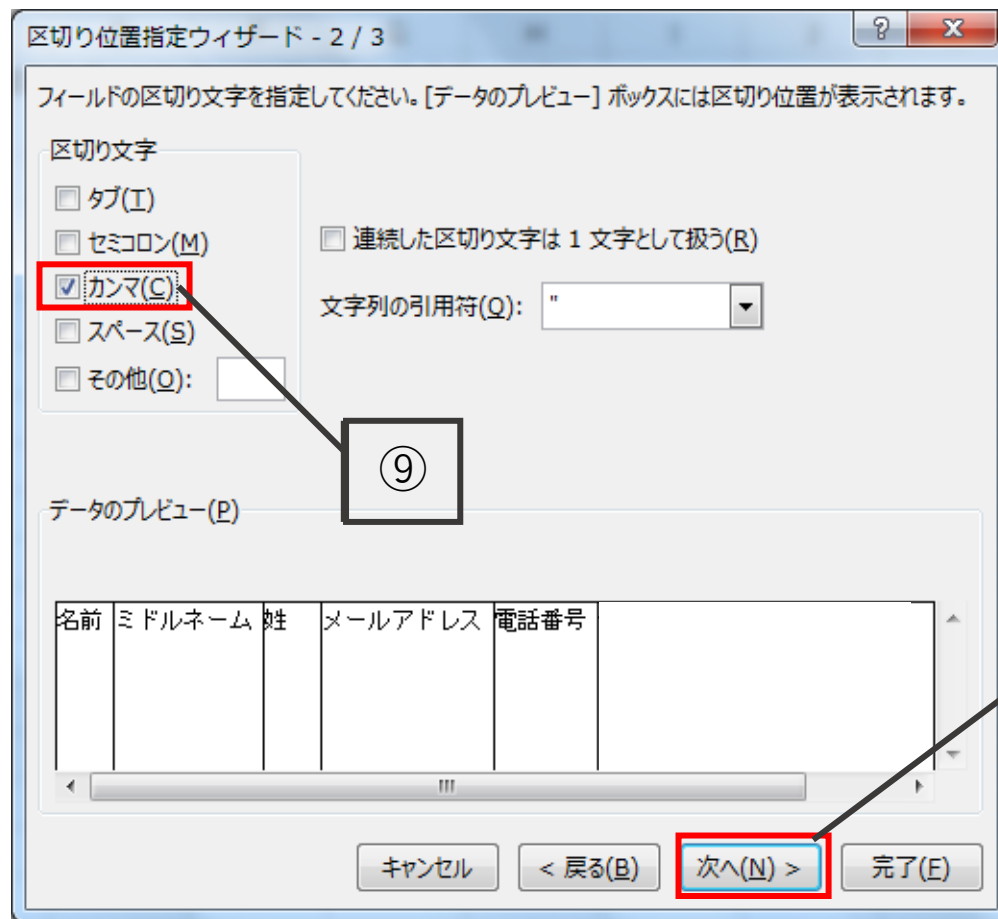 区切り位置指定ウィザード - 2 / 3
フィールドの区切り文字を指定してください。[データのプレビュー] ボックスには区切り位置が表示されます。
区切り文字
タブ(T)
セミコロン(M)
連続した区切り文字は 1 文字として扱う(R)
カンマ(C)
文字列の引用符(Q): "
スペース(S)
その他(O):
⑨
データのプレビュー(P)
名前 ミドルネーム 姓 メールアドレス 電話番号
キャンセル < 戻る(B) 次へ(N) > 完了(F)